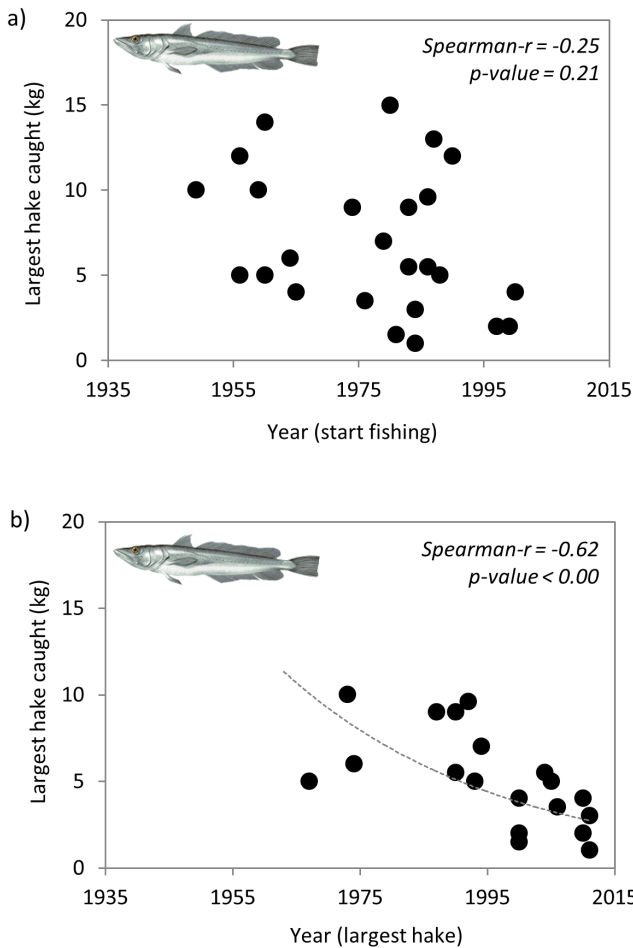 a)
Spearman-r = -0.25
p-value = 0.21
Largest hake caught (kg)
20
15
10
5
0
1935 1955 1975 1995 2015
Year (start fishing)
b)
Spearman-r = -0.62
p-value < 0.00
Largest hake caught (kg)
20
15
10
5
0
1935 1955 1975 1995 2015
Year (largest hake)